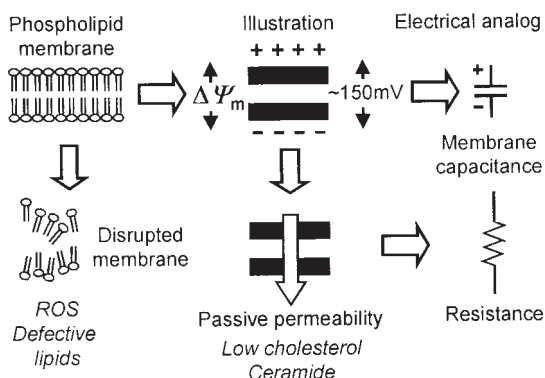 Phospholipid
membrane
Illustration
Electrical analog
+ + + +
Δ Ψm
~150mV
+
-
- - - -
Membrane
capacitance
Disrupted
membrane
ROS
Defective
lipids
Passive permeability
Low cholesterol
Ceramide
Resistance